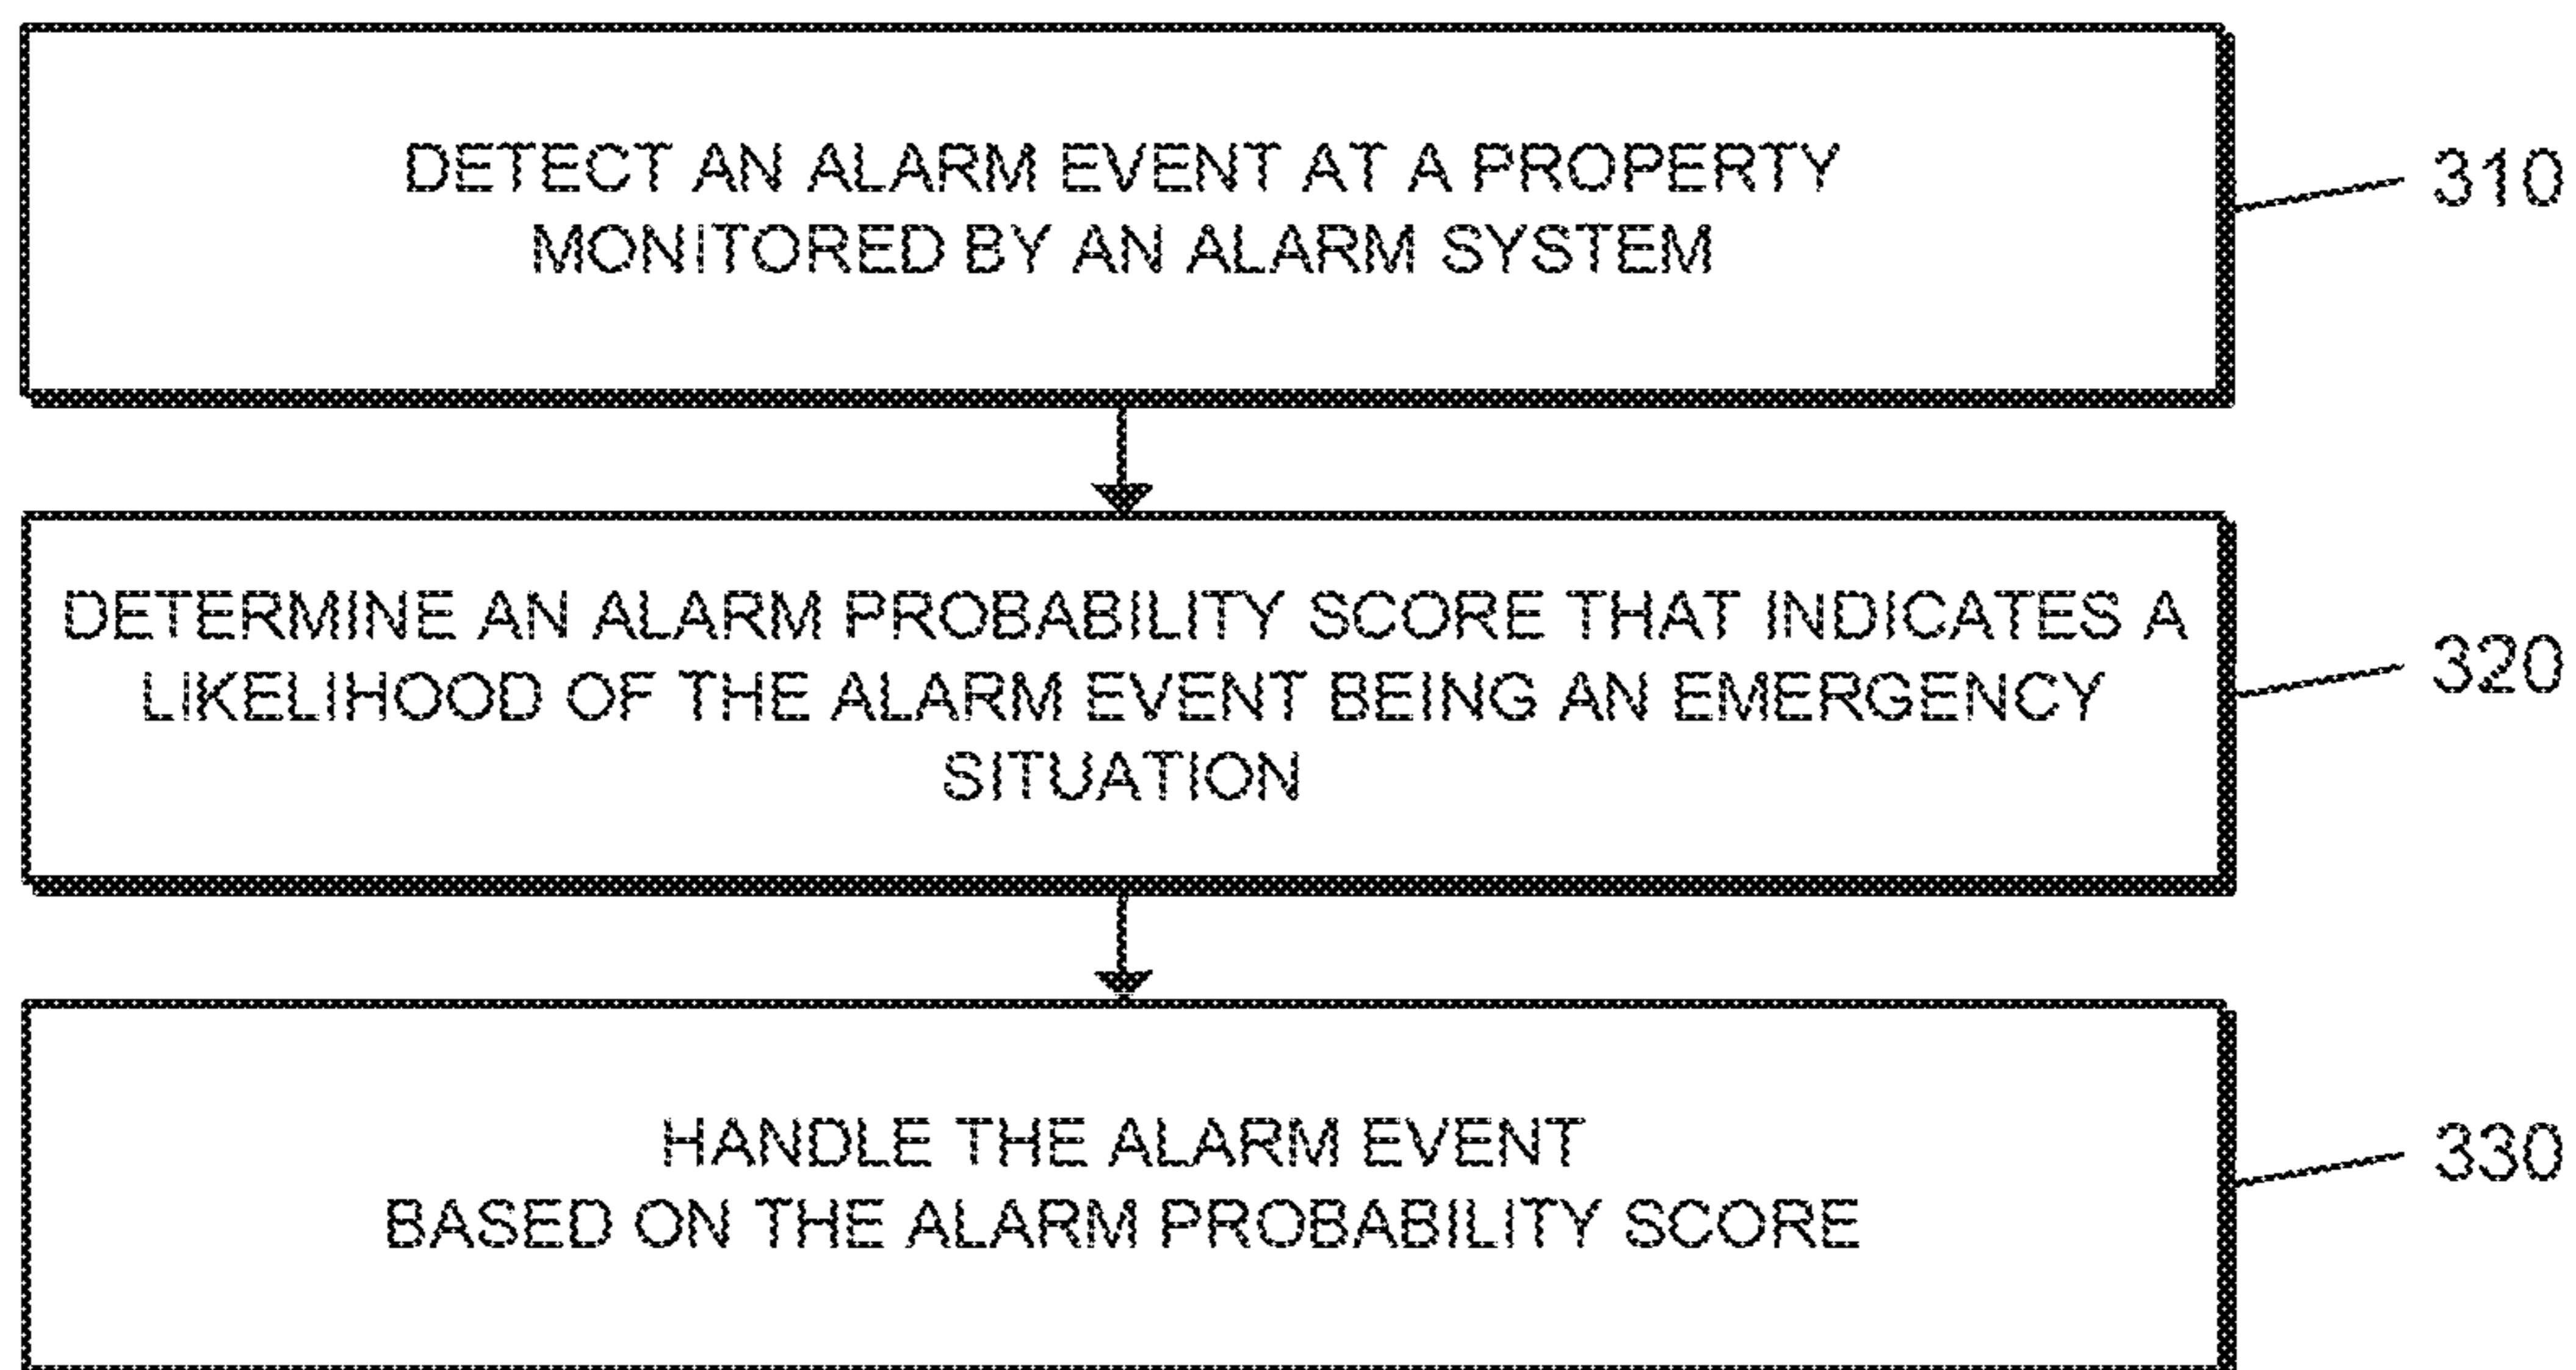 DETECT AN ALARM EVENT AT A PROPERTY
MONITORED BY AN ALARM SYSTEM
310
DETERMINE AN ALARM PROBABILITY SCORE THAT INDICATES A
LIKELIHOOD OF THE ALARM EVENT BEING AN EMERGENCY
SITUATION
320
HANDLE THE ALARM EVENT
BASED ON THE ALARM PROBABILITY SCORE
330